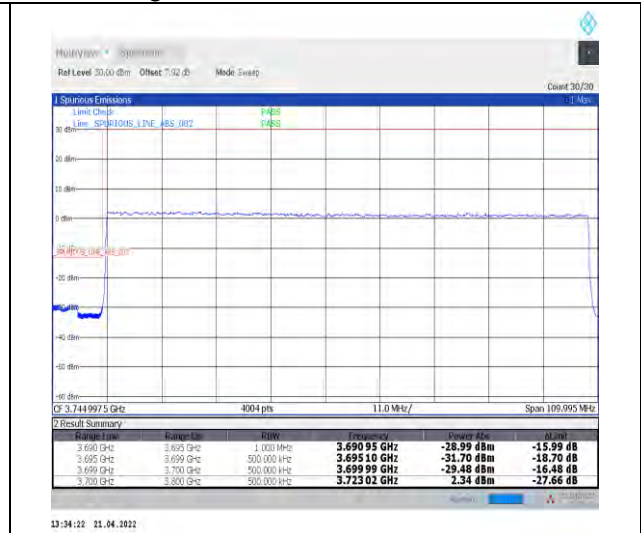 MultiView Spectrum
Ref Level 30.00 dBm Offset 7.92 dB Mode Sweep
Count 30/30
1 Spurious Emissions
Limit Check PASS
Line _SPURIOUS_LINE_ABS_002 PASS
30 dBm
20 dBm
10 dBm
0 dBm
-20 dBm
-40 dBm
-50 dBm
-60 dBm
CF 3.7449975 GHz 4004 pts 11.0 MHz/ Span 109.995 MHz
2 Result Summary
Range Low Range Up RBW Frequency Power Abs ΔLimit
3.690 GHz 3.695 GHz 1.000 MHz 3.690 95 GHz -28.99 dBm -15.99 dB
3.695 GHz 3.699 GHz 500.000 kHz 3.695 10 GHz -31.70 dBm -18.70 dB
3.699 GHz 3.700 GHz 500.000 kHz 3.699 99 GHz -29.48 dBm -16.48 dB
3.700 GHz 3.800 GHz 500.000 kHz 3.723 02 GHz 2.34 dBm -27.66 dB
13:34:22 21.04.2022